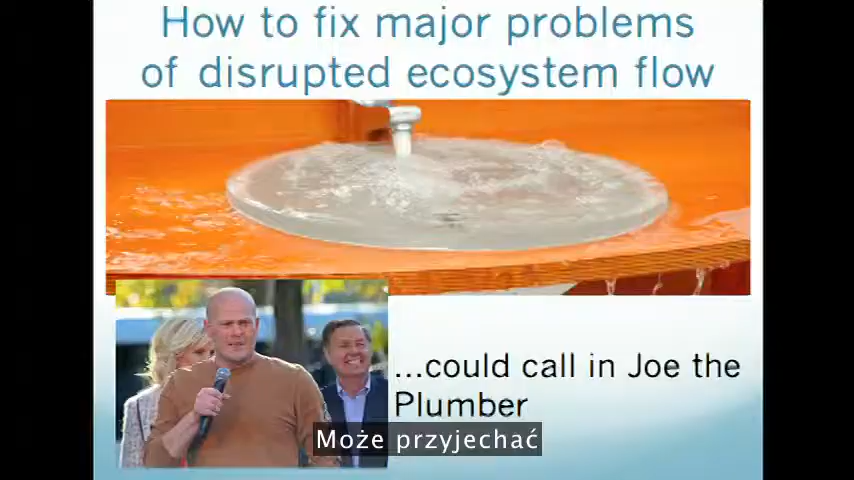 How to fix major problems
of disrupted ecosystem flow
...could call in Joe the
Plumber
Może przyjechać